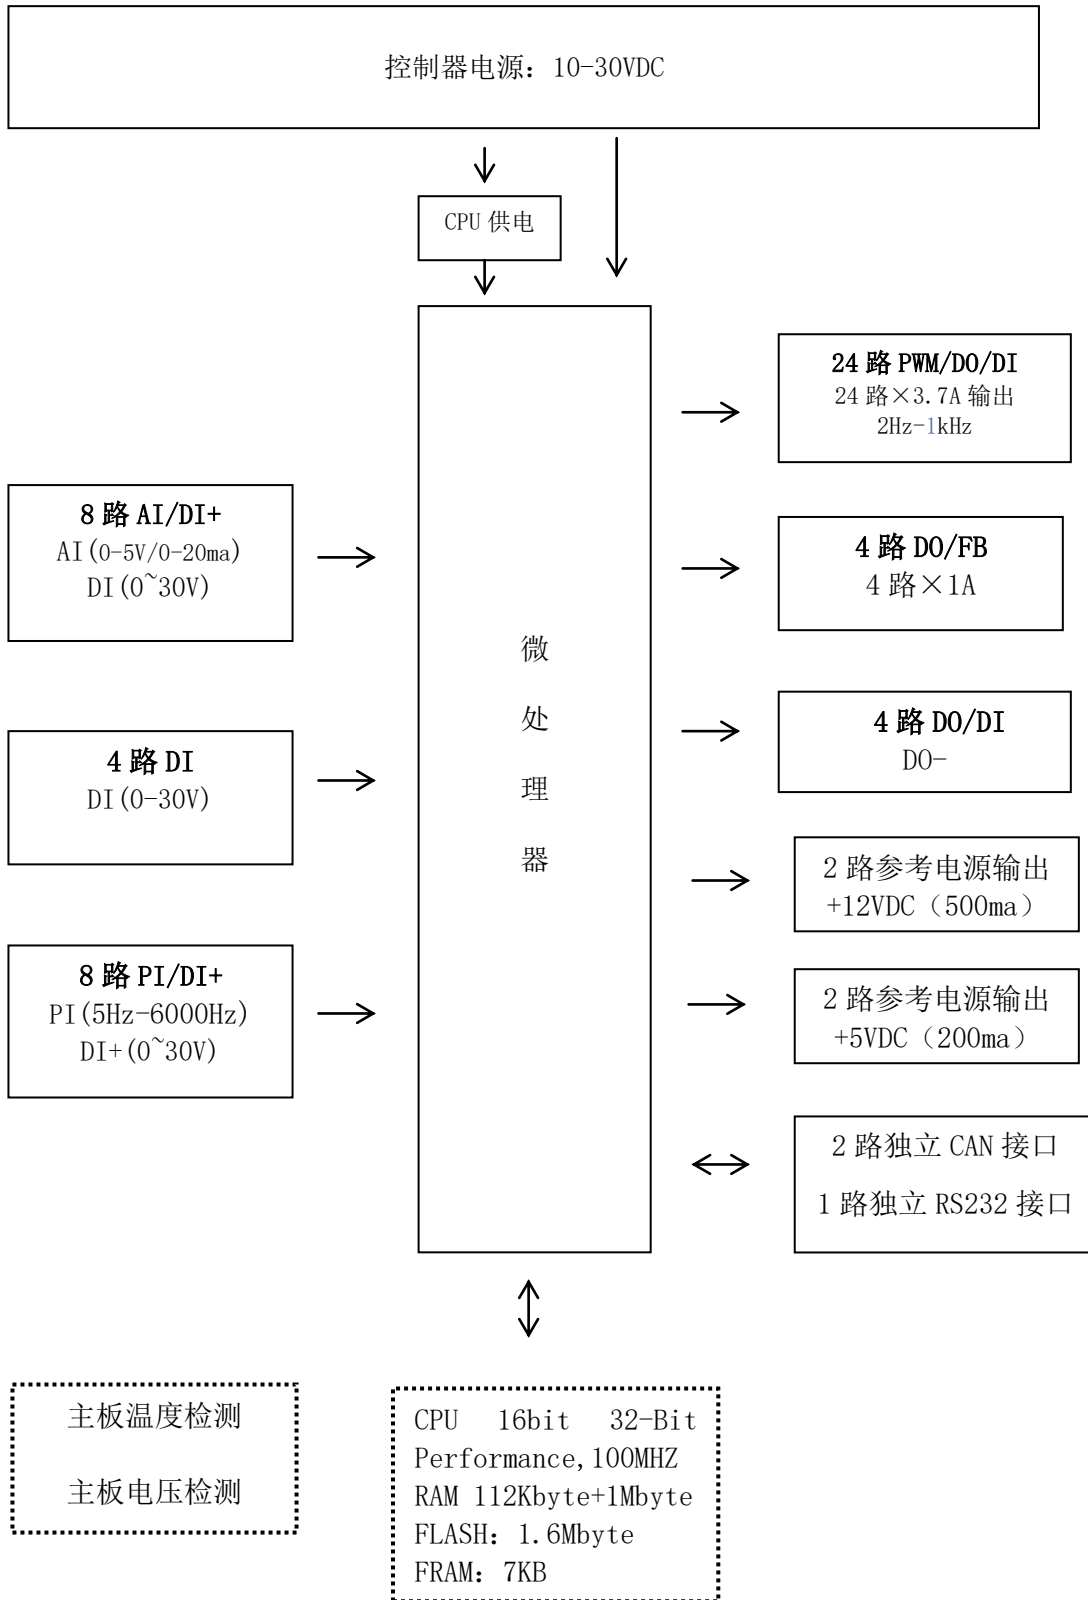 控制器电源：10-30VDC
CPU 供电
微
处
理
器
8 路 AI/DI+
AI(0-5V/0-20ma)
DI(0~30V)
4 路 DI
DI(0-30V)
8 路 PI/DI+
PI(5Hz-6000Hz)
DI+(0~30V)
24 路 PWM/DO/DI
24 路×3.7A 输出
2Hz-1kHz
4 路 DO/FB
4 路×1A
4 路 DO/DI
DO-
2 路参考电源输出
+12VDC（500ma）
2 路参考电源输出
+5VDC（200ma）
2 路独立 CAN 接口
1 路独立 RS232 接口
主板温度检测
主板电压检测
CPU 16bit 32-Bit
Performance,100MHZ
RAM 112Kbyte+1Mbyte
FLASH：1.6Mbyte
FRAM：7KB